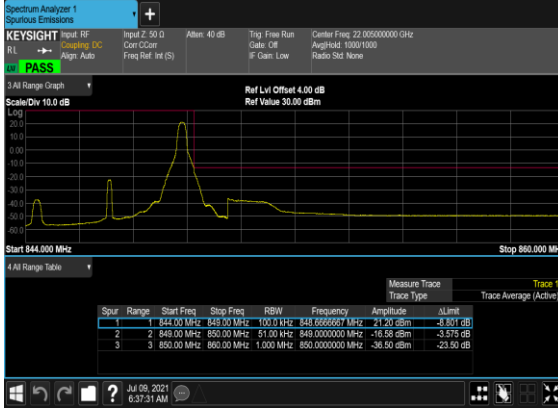 Spectrum Analyzer 1
Spurious Emissions
+
KEYSIGHT Input: RF Input Z: 50 Ω Atten: 40 dB Trig: Free Run Center Freq: 22.005000000 GHz
RL Coupling: DC Corr CCorr Gate: Off Avg|Hold: 1000/1000
Align: Auto Freq Ref: Int (S) IF Gain: Low Radio Std: None
PASS
3 All Range Graph
Ref Lvl Offset 4.00 dB
Scale/Div 10.0 dB Ref Value 30.00 dBm
Log
20.0
10.0
0.00
-10.0
-20.0
-30.0
-40.0
-50.0
-60.0
Start 844.000 MHz Stop 860.000 MH
4 All Range Table
Measure Trace Trace 1
Trace Type Trace Average (Active)
Spur Range Start Freq Stop Freq RBW Frequency Amplitude ΔLimit
1 1 844.00 MHz 849.00 MHz 100.0 kHz 848.6666667 MHz 21.20 dBm -8.801 dB
2 2 849.00 MHz 850.00 MHz 51.00 kHz 849.0000000 MHz -16.58 dBm -3.575 dB
3 3 850.00 MHz 860.00 MHz 1.000 MHz 850.0000000 MHz -36.50 dBm -23.50 dB
? Jul 09, 2021
6:37:31 AM